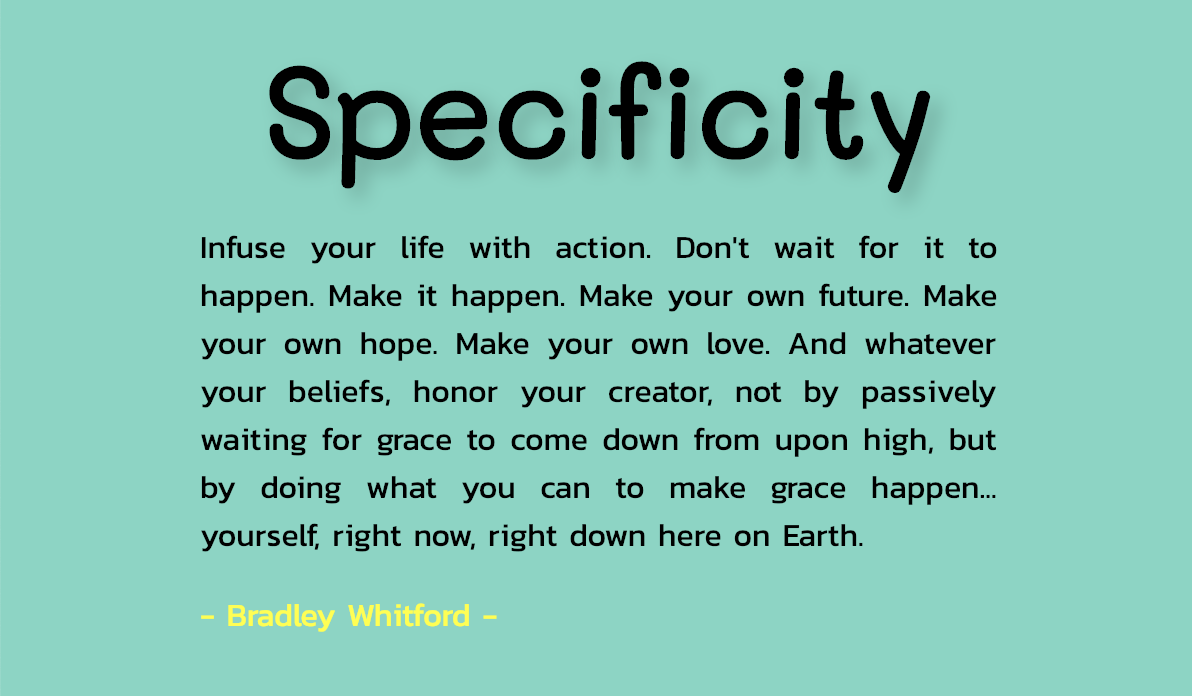 Specificity
Infuse your life with action. Don't wait for it to
happen. Make it happen. Make your own future. Make
your own hope. Make your own love. And whatever
your beliefs, honor your creator, not by passively
waiting for grace to come down from upon high, but
by doing what you can to make grace happen...
yourself, right now, right down here on Earth.
- Bradley Whitford -